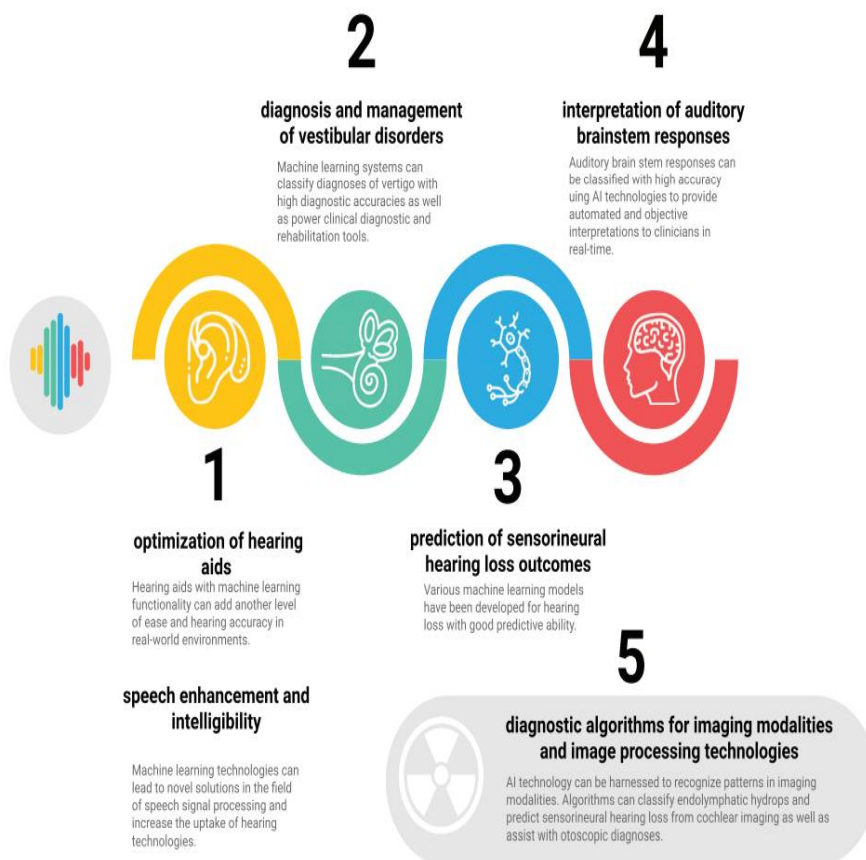 2
diagnosis and management
of vestibular disorders
Machine learning systems can
classify diagnoses of vertigo with
high diagnostic accuracies as well
as power clinical diagnostic and
rehabilitation tools.
4
interpretation of auditory
brainstem responses
Auditory brain stem responses can
be classified with high accuracy
uing AI technologies to provide
automated and objective
interpretations to clinicians in
real-time.
1
optimization of hearing
aids
Hearing aids with machine learning
functionality can add another level
of ease and hearing accuracy in
real-world environments.
speech enhancement and
intelligibility
Machine learning technologies can
lead to novel solutions in the field
of speech signal processing and
increase the uptake of hearing
technologies.
3
prediction of sensorineural
hearing loss outcomes
Various machine learning models
have been developed for hearing
loss with good predictive ability.
5
diagnostic algorithms for imaging modalities
and image processing technologies
AI technology can be harnessed to recognize patterns in imaging
modalities. Algorithms can classify endolymphatic hydrops and
predict sensorineural hearing loss from cochlear imaging as well as
assist with otoscopic diagnoses.